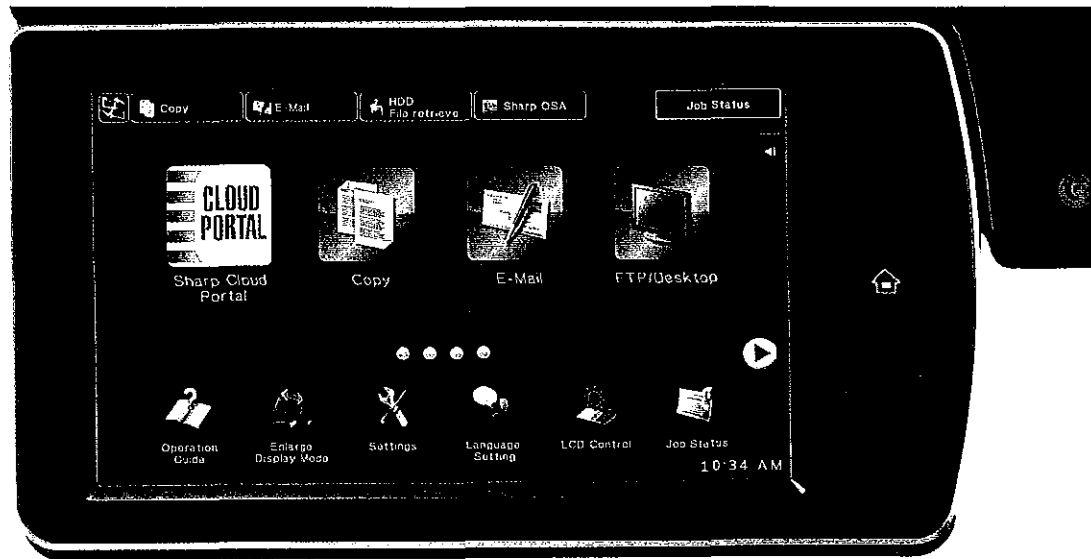 Copy
E-Mail
HDD
File retrieve
Sharp OSA
Job Status
CLOUD
PORTAL
Sharp Cloud
Portal
Copy
E-Mail
FTP/Desktop
Operation
Guide
Enlarge
Display Mode
Settings
Language
Setting
LCD Control
Job Status
10:34 AM